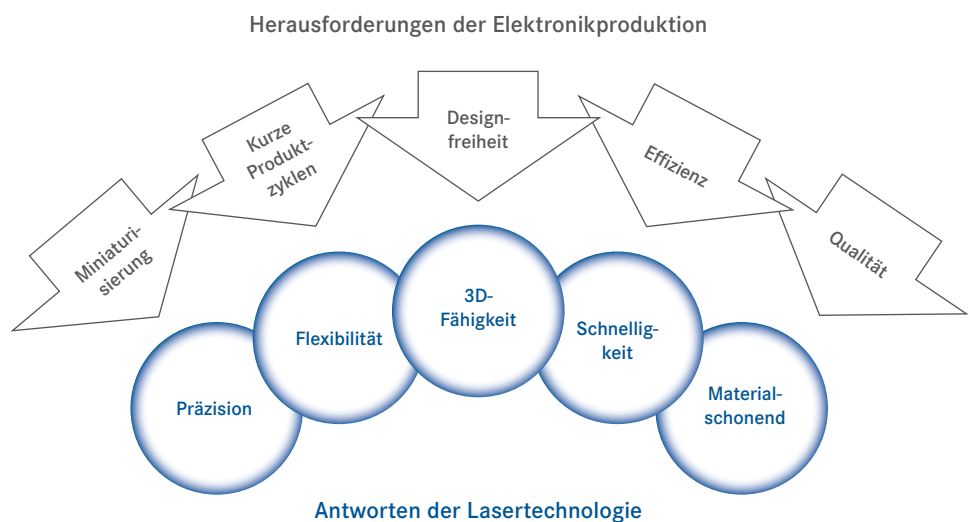 Herausforderungen der Elektronikproduktion
Miniaturi-
sierung
Kurze
Produkt-
zyklen
Design-
freiheit
Effizienz
Qualität
Präzision
Flexibilität
3D-
Fähigkeit
Schnellig-
keit
Material-
schonend
Antworten der Lasertechnologie